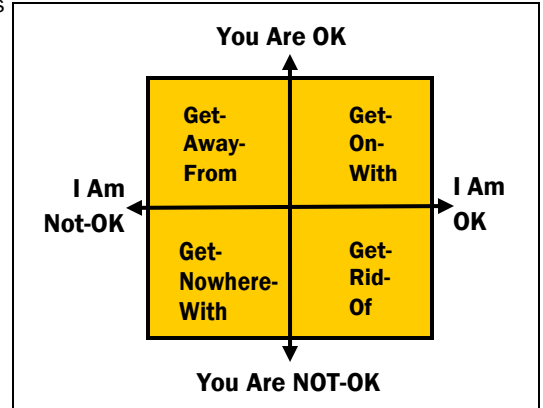 s
You Are OK
Get-
Away-
From
Get-
On-
With
I Am
Not-OK
I Am
OK
Get-
Nowhere-
With
Get-
Rid-
Of
You Are NOT-OK